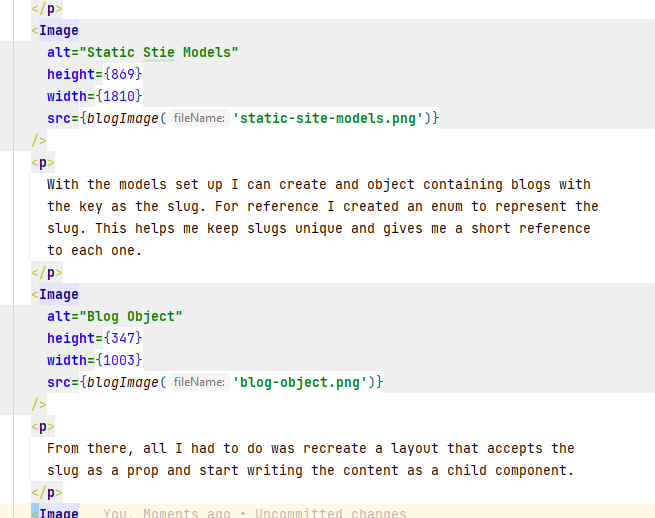 </p>
<Image
alt="Static Stie Models"
height={869}
width={1810}
src={blogImage( fileName: 'static-site-models.png')}
/>
<p>
With the models set up I can create and object containing blogs with
the key as the slug. For reference I created an enum to represent the
slug. This helps me keep slugs unique and gives me a short reference
to each one.
</p>
<Image
alt="Blog Object"
height={347}
width={1003}
src={blogImage( fileName: 'blog-object.png')}
/>
<p>
From there, all I had to do was recreate a layout that accepts the
slug as a prop and start writing the content as a child component.
</p>
<Image You, Moments ago • Uncommitted changes